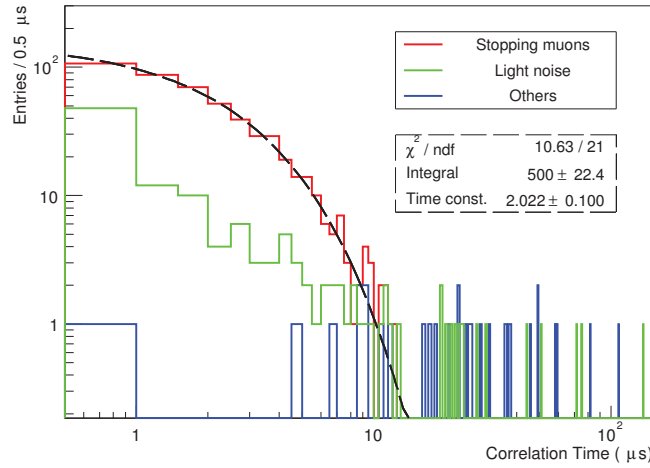 Entries / 0.5 μs
10²
10
1
Stopping muons
Light noise
Others
χ² / ndf 10.63 / 21
Integral 500 ± 22.4
Time const. 2.022 ± 0.100
1 10 10²
Correlation Time ( μs)